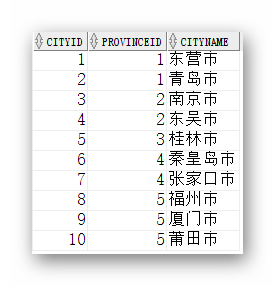 CITYID PROVINCEID CITYNAME
1 1 东营市
2 1 青岛市
3 2 南京市
4 2 东吴市
5 3 桂林市
6 4 秦皇岛市
7 4 张家口市
8 5 福州市
9 5 厦门市
10 5 莆田市